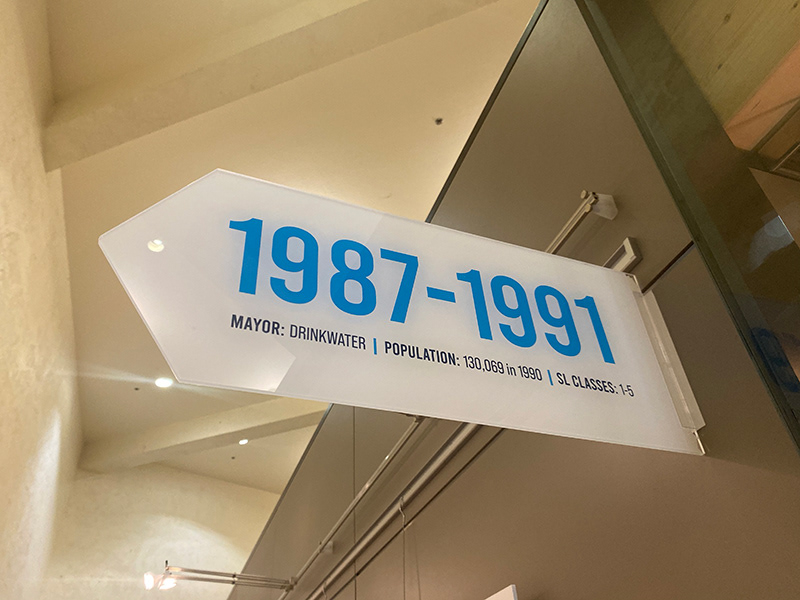 1987-1991
MAYOR: DRINKWATER | POPULATION: 130,069 in 1990 | SL CLASSES: 1-5